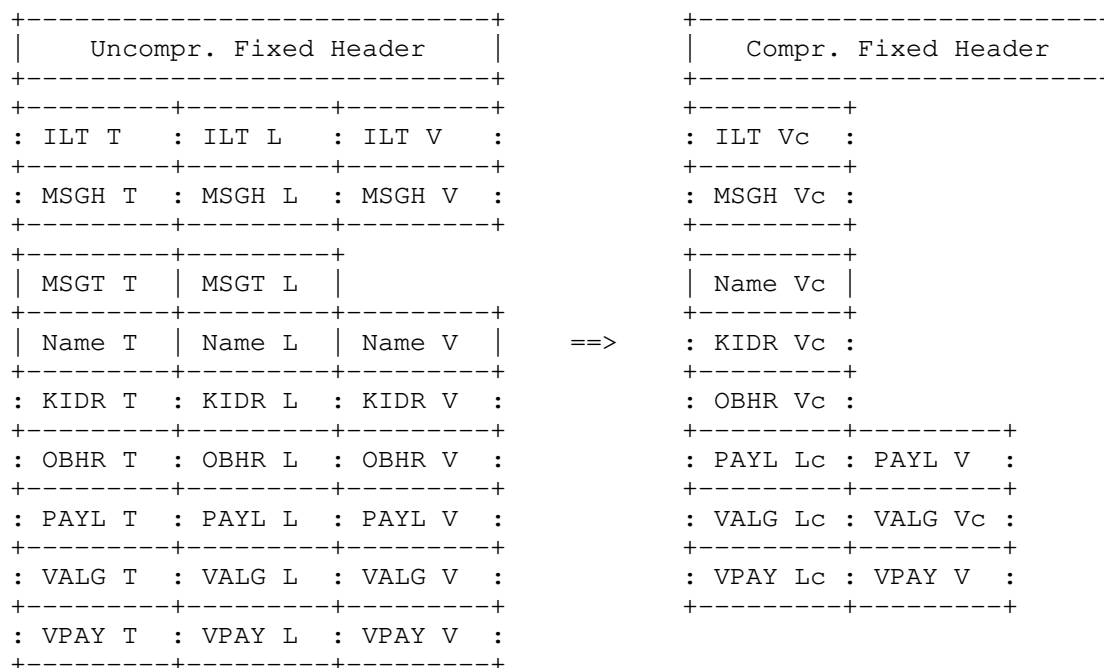 Uncompr. Fixed Header Compr. Fixed Header
ILT T : ILT L : ILT V : ILT Vc :
: MSGH T : MSGH L : MSGH V : : MSGH Vc :
| MSGT T | MSGT L | | Name Vc |
| Name T | Name L | Name V | ==> : KIDR Vc :
: KIDR T : KIDR L : KIDR V : : OBHR Vc :
: OBHR T : OBHR L : OBHR V : : PAYL Lc : PAYL V :
: PAYL T : PAYL L : PAYL V : : VALG Lc : VALG Vc :
: VALG T : VALG L : VALG V : : VPAY Lc : VPAY V :
: VPAY T : VPAY L : VPAY V :